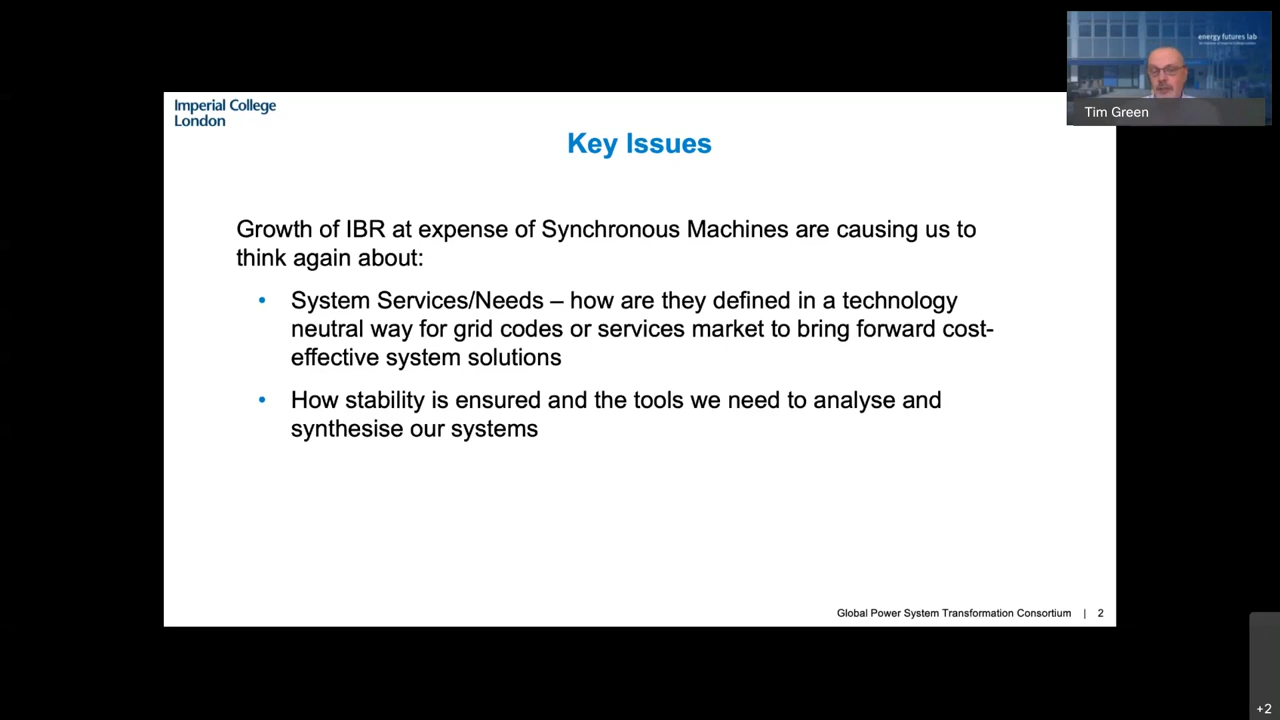 energy futures lab
Tim Green
Imperial College
London
Key Issues
Growth of IBR at expense of Synchronous Machines are causing us to
think again about:
• System Services/Needs – how are they defined in a technology
neutral way for grid codes or services market to bring forward cost-
effective system solutions
• How stability is ensured and the tools we need to analyse and
synthesise our systems
Global Power System Transformation Consortium | 2
+2